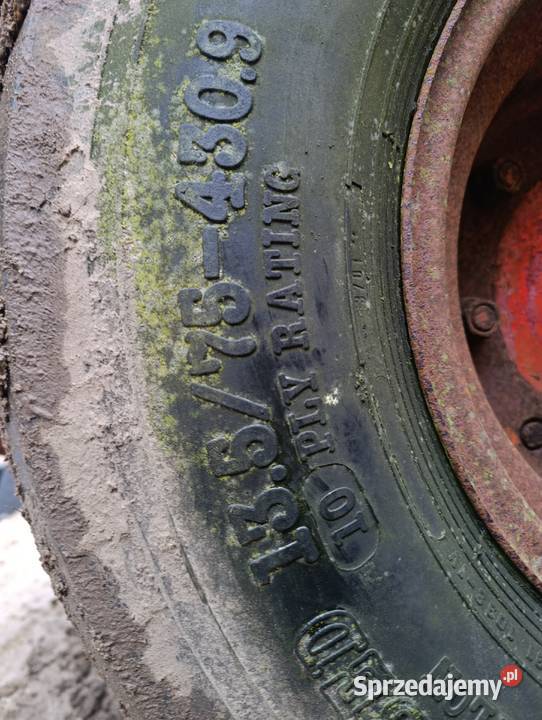 13.5/75-430.9
10 PLY RATING
Sprzedajemy.pl